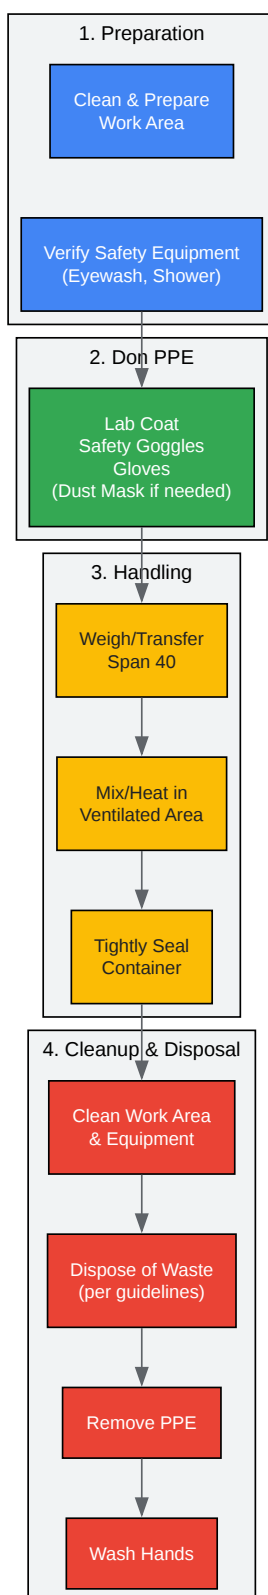 1. Preparation
Clean & Prepare
Work Area
Verify Safety Equipment
(Eyewash, Shower)
2. Don PPE
Lab Coat
Safety Goggles
Gloves
(Dust Mask if needed)
3. Handling
Weigh/Transfer
Span 40
Mix/Heat in
Ventilated Area
Tightly Seal
Container
4. Cleanup & Disposal
Clean Work Area
& Equipment
Dispose of Waste
(per guidelines)
Remove PPE
Wash Hands